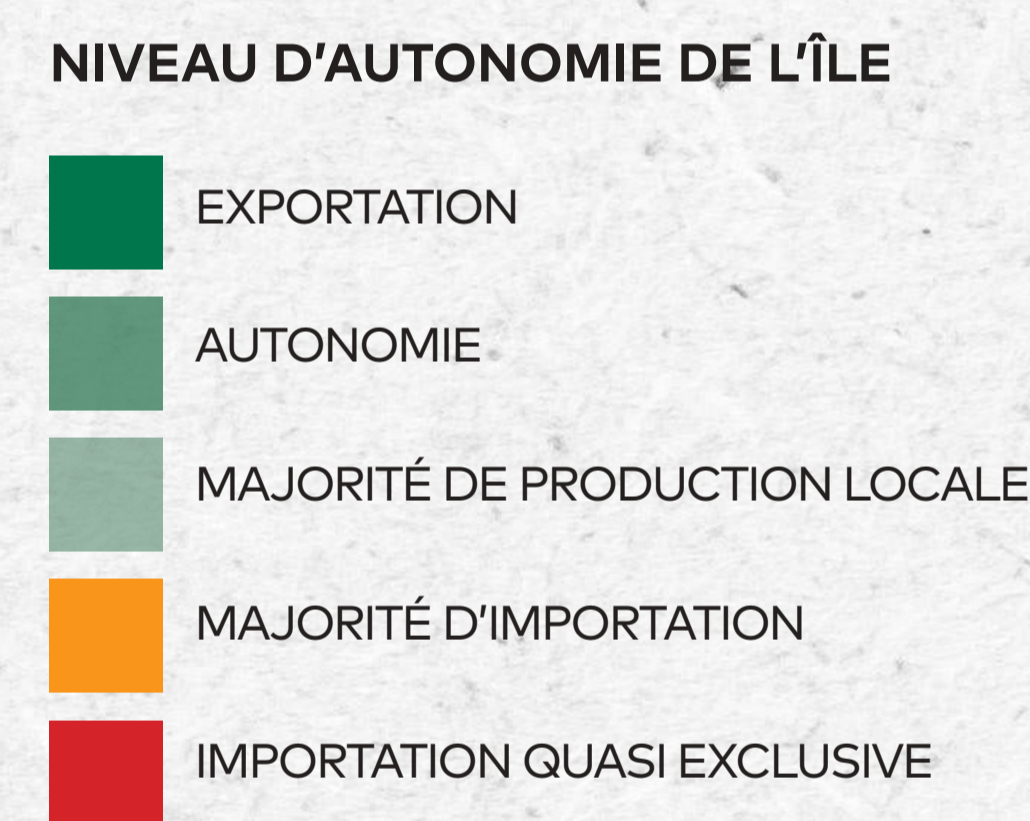 NIVEAU D'AUTONOMIE DE L'ÎLE
EXPORTATION
AUTONOMIE
MAJORITÉ DE PRODUCTION LOCALE
MAJORITÉ D'IMPORTATION
IMPORTATION QUASI EXCLUSIVE